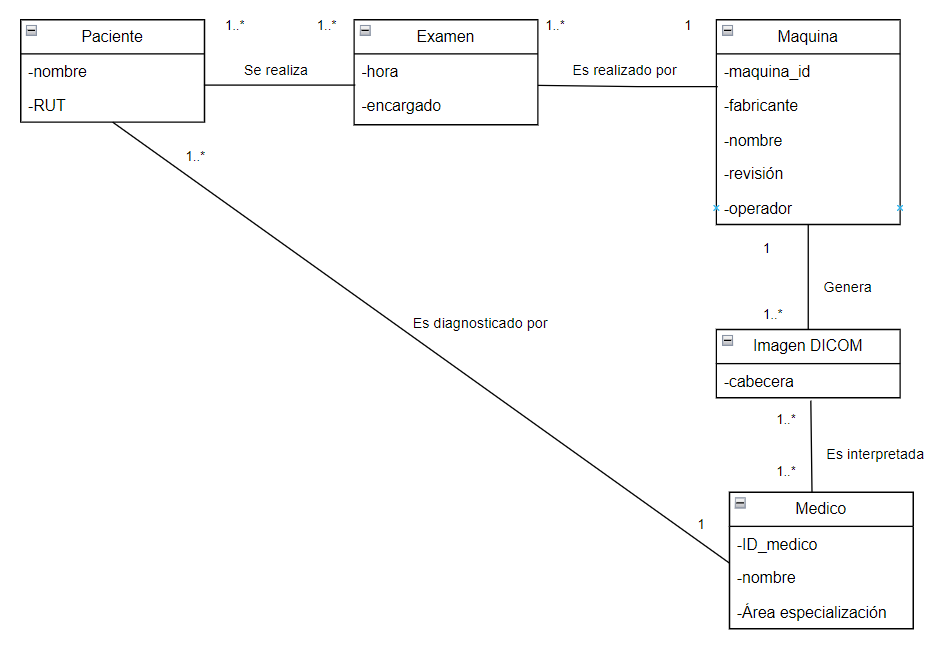 Paciente
-nombre
-RUT
1..*
1..*
Se realiza
Examen
-hora
-encargado
1..*
1
Es realizado por
Maquina
-maquina_id
-fabricante
-nombre
-revisión
-operador
1
Genera
1..*
Imagen DICOM
-cabecera
1..*
Es interpretada
1..*
Medico
-ID_medico
-nombre
-Área especialización
1..*
Es diagnosticado por
1